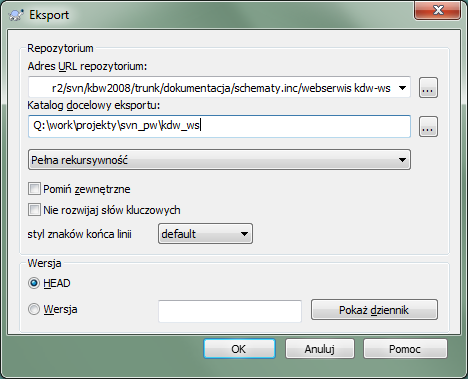 Eksport
Repozytorium
Adres URL repozytorium:
r2/svn/kbw2008/trunk/dokumentacja/schematy.inc/webserwis kdw-ws
...
Katalog docelowy eksportu:
Q:\work\projekty\svn_pw\kdw_ws
...
Pełna rekursywność
Pomiń zewnętrzne
Nie rozwijaj słów kluczowych
styl znaków końca linii default
Wersja
HEAD
Wersja
Pokaż dziennik
OK Anuluj Pomoc